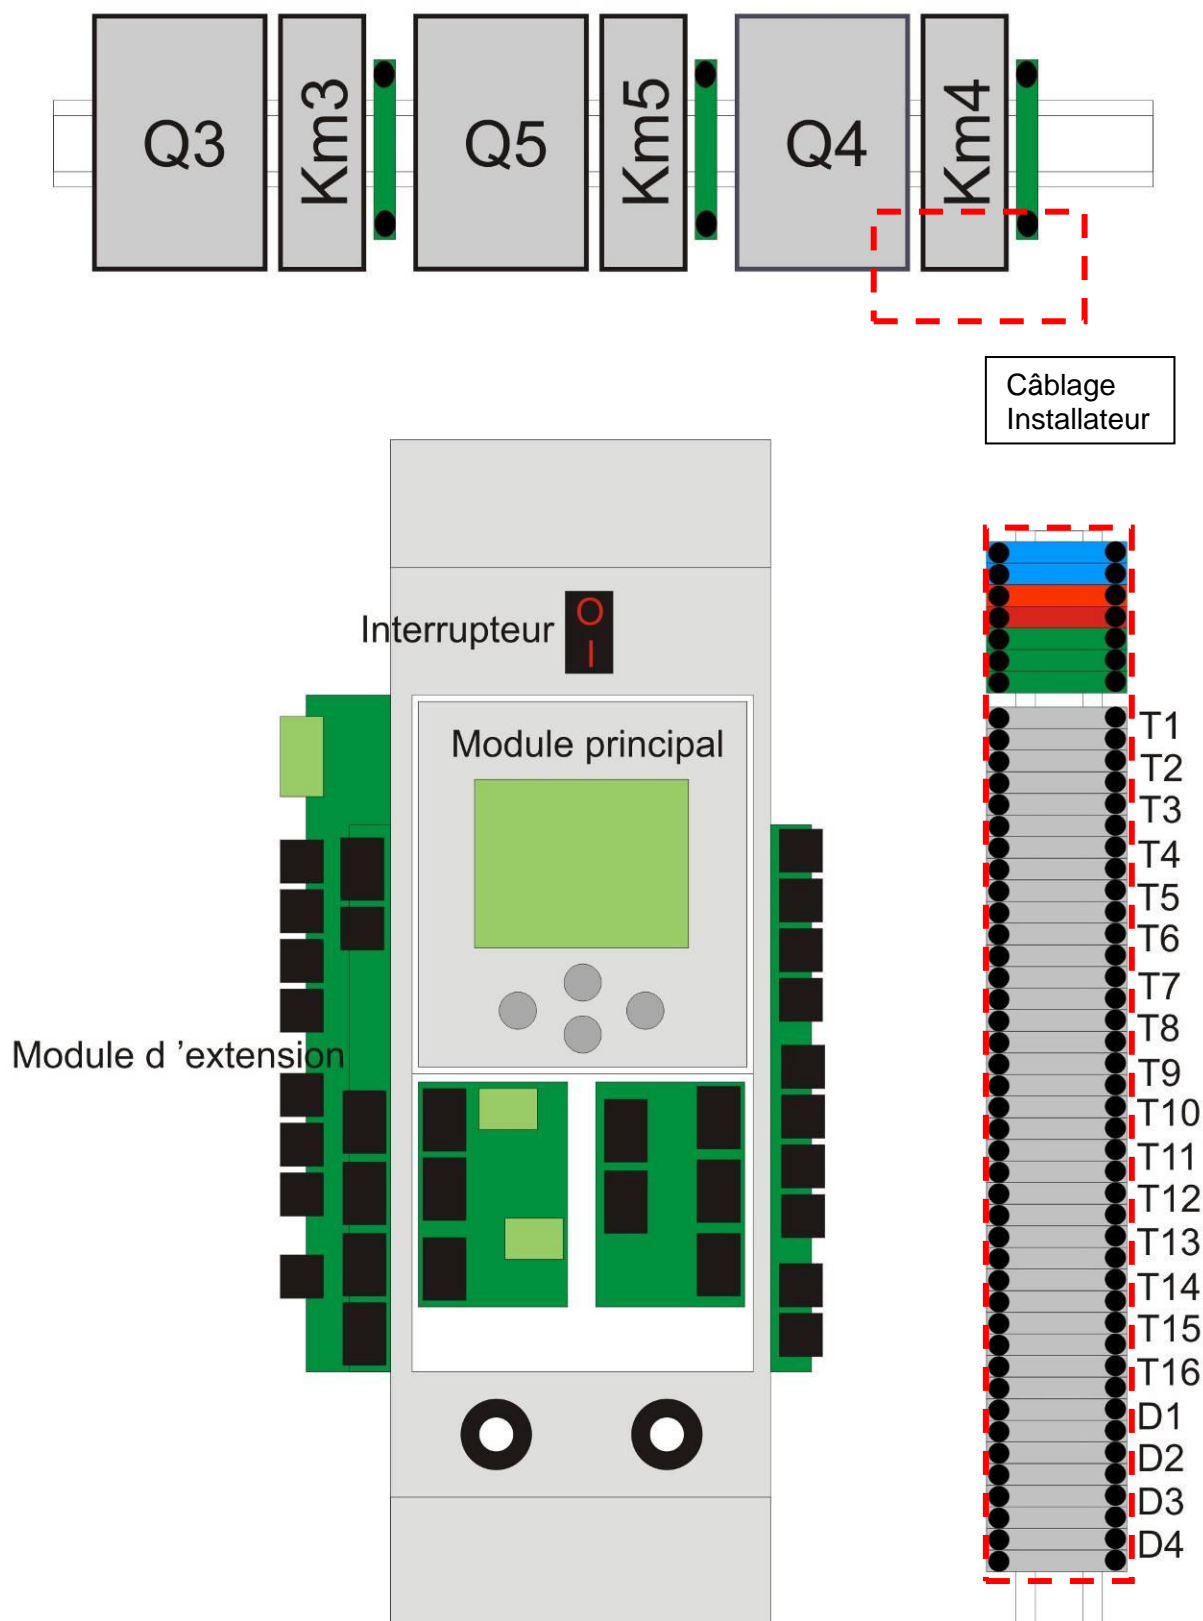 Q3
Km3
Q5
Km5
Q4
Km4
Câblage
Installateur
Interrupteur
O
I
Module principal
Module d ’extension
T1
T2
T3
T4
T5
T6
T7
T8
T9
T10
T11
T12
T13
T14
T15
T16
D1
D2
D3
D4